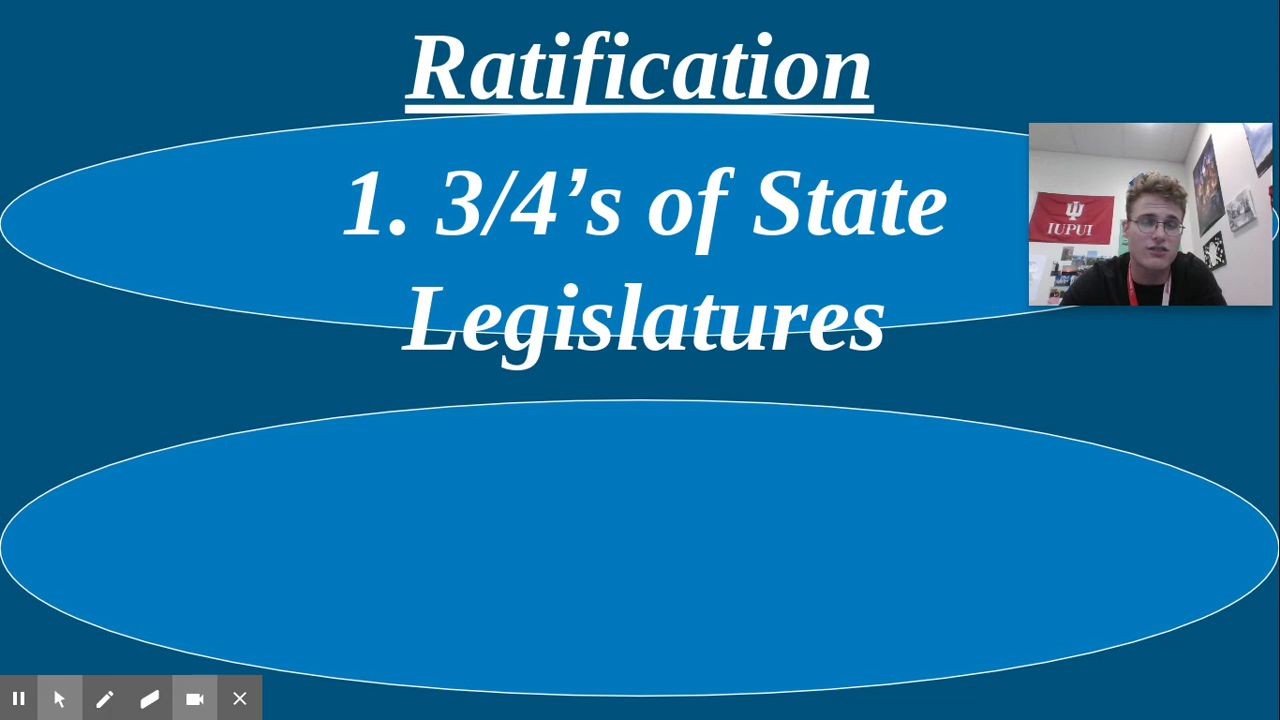 Ratification
1. 3/4’s of State
Legislatures
IUPUI